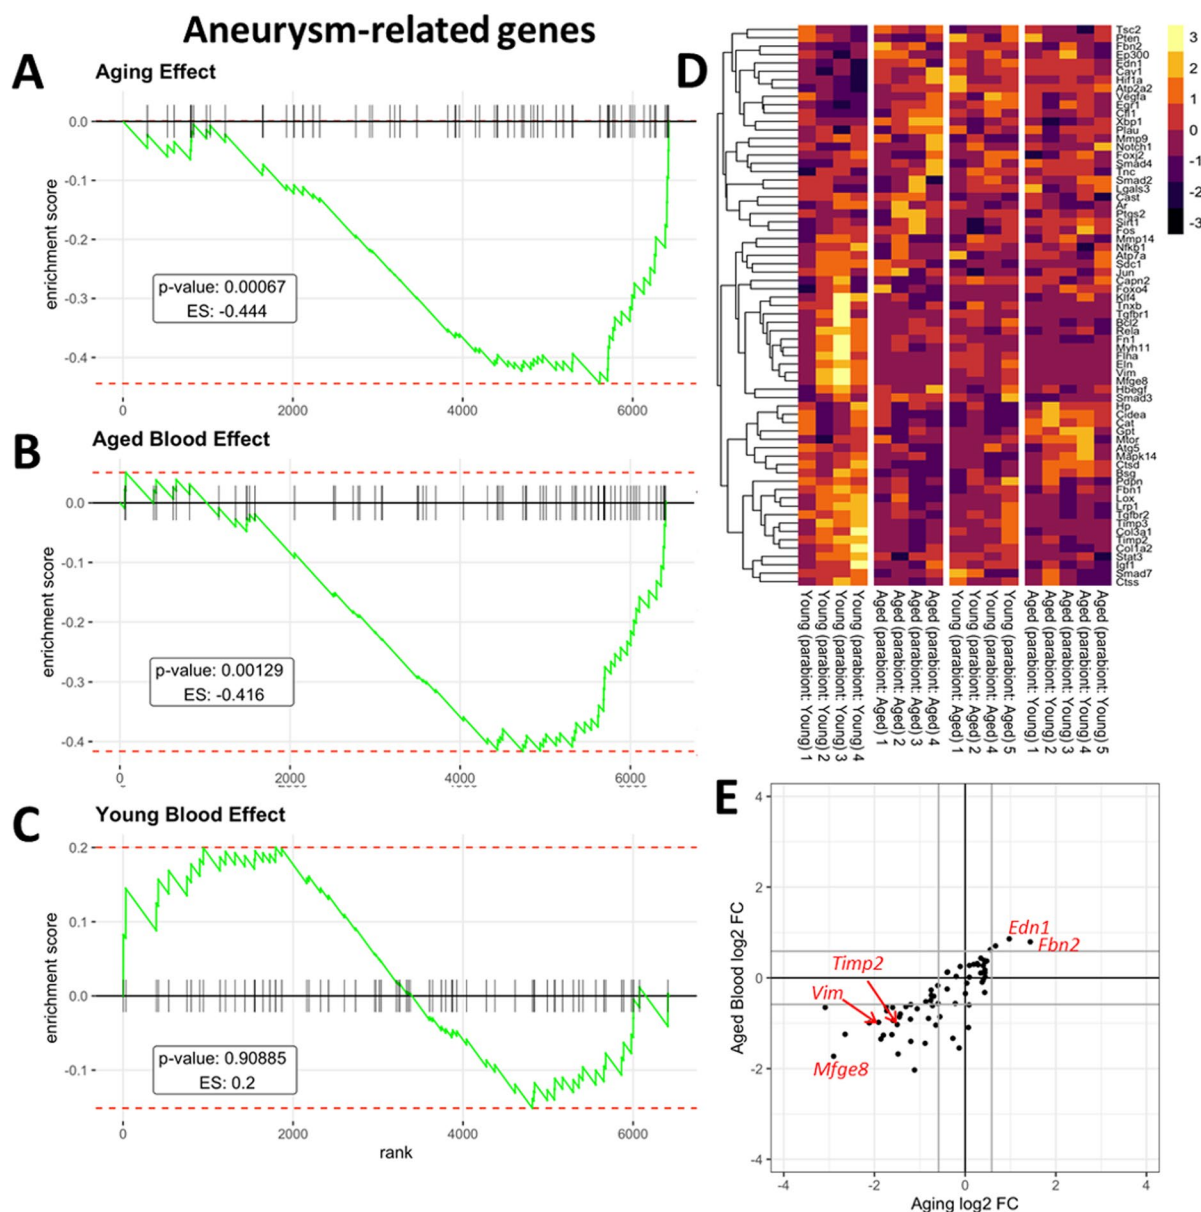 Aneurysm-related genes
A
Aging Effect
0.0
-0.1
-0.2
-0.3
-0.4
enrichment score
p-value: 0.00067
ES: -0.444
0
2000
4000
6000
B
Aged Blood Effect
0.0
-0.1
-0.2
-0.3
-0.4
enrichment score
p-value: 0.00129
ES: -0.416
0
2000
4000
6000
C
Young Blood Effect
0.2
0.1
0.0
-0.1
enrichment score
p-value: 0.90885
ES: 0.2
0
2000
4000
6000
rank
D
Tsc2
Pten
Fbn2
Ep300
Edn1
Cav1
Hif1a
Atp2a2
Vegfa
Egr1
Cfl1
Xbp1
Plau
Mmp9
Notch1
Foxj2
Smad4
Tnc
Smad2
Lgals3
Cast
Ar
Ptgs2
Sirt1
Fos
Mmp14
Nfkb1
Atp7a
Sdc1
Jun
Capn2
Foxo4
Klf4
Tnxb
Tgfbr1
Bcl2
Rela
Fn1
Myh11
Flna
Eln
Vim
Mfge8
Hbegf
Smad3
Hp
Cidea
Cat
Gpt
Mtor
Atg5
Mapk14
Ctsd
Bsg
Pdpn
Fbn1
Lox
Lrp1
Tgfbr2
Timp3
Col3a1
Timp2
Col1a2
Stat3
Igf1
Smad7
Ctss
3
2
1
0
-1
-2
-3
Young (parabiont: Young) 1
Young (parabiont: Young) 2
Young (parabiont: Young) 3
Young (parabiont: Young) 4
Aged (parabiont: Aged) 1
Aged (parabiont: Aged) 2
Aged (parabiont: Aged) 3
Aged (parabiont: Aged) 4
Young (parabiont: Aged) 1
Young (parabiont: Aged) 2
Young (parabiont: Aged) 4
Young (parabiont: Aged) 5
Aged (parabiont: Young) 1
Aged (parabiont: Young) 2
Aged (parabiont: Young) 3
Aged (parabiont: Young) 4
Aged (parabiont: Young) 5
E
4
2
0
-2
-4
Aged Blood log2 FC
Edn1
Fbn2
Timp2
Vim
Mfge8
-4
-2
0
2
4
Aging log2 FC